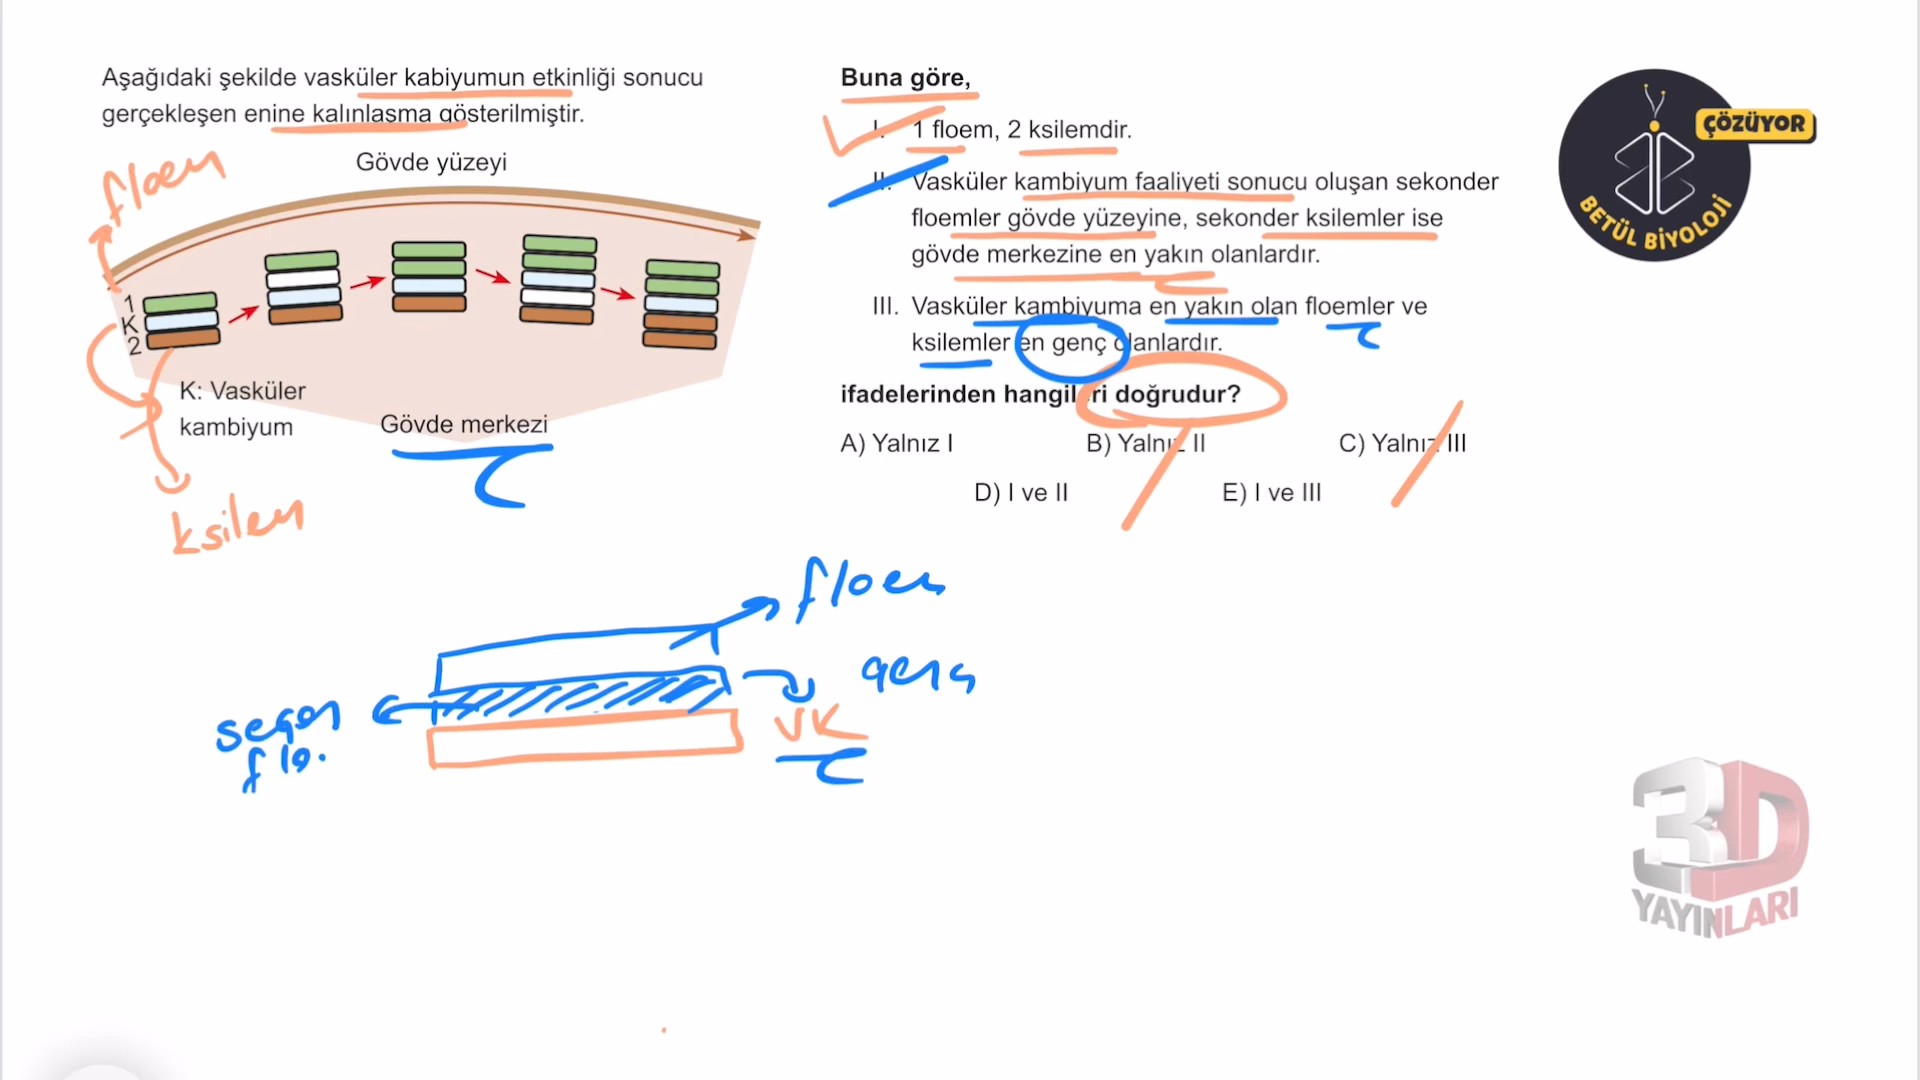 Aşağıdaki şekilde vasküler kabiyumun etkinliği sonucu
gerçekleşen enine kalınlaşma gösterilmiştir.
Gövde yüzeyi
floem
1
K
2
K: Vasküler
kambiyum
Gövde merkezi
ksilem
Buna göre,
I. 1 floem, 2 ksilemdir.
II. Vasküler kambiyum faaliyeti sonucu oluşan sekonder
floemler gövde yüzeyine, sekonder ksilemler ise
gövde merkezine en yakın olanlardır.
III. Vasküler kambiyuma en yakın olan floemler ve
ksilemler en genç olanlardır.
ifadelerinden hangileri doğrudur?
A) Yalnız I
B) Yalnız II
C) Yalnız III
D) I ve II
E) I ve III
floem
genç
VK
flo.
ÇÖZÜYOR
BETÜL BİYOLOJİ
3D
YAYINLARI